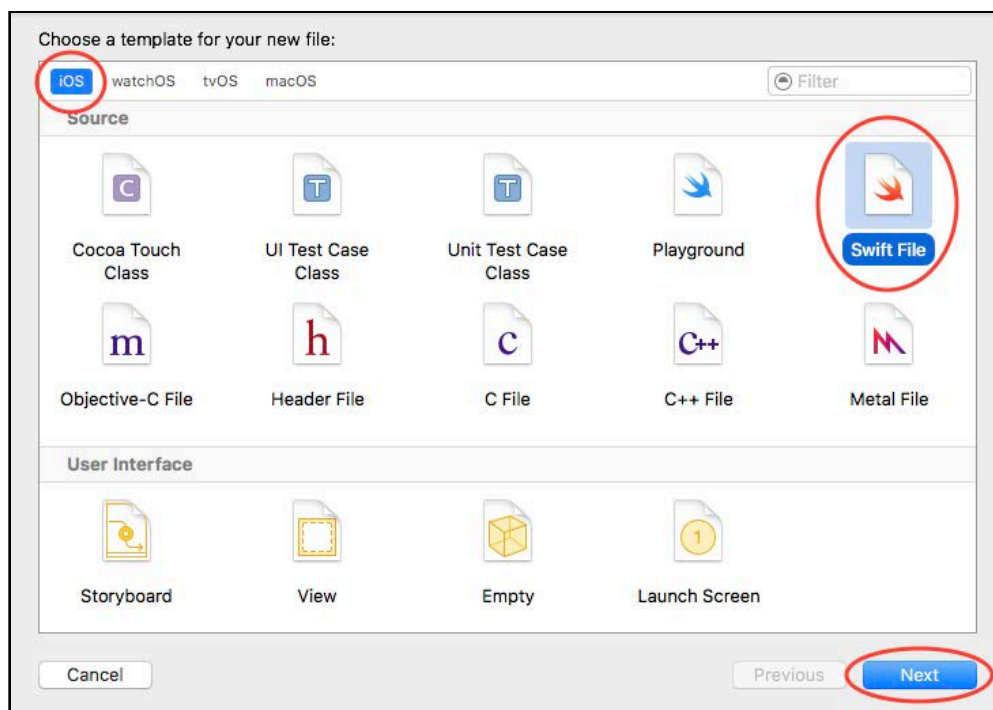 Choose a template for your new file:
iOS watchOS tvOS macOS Filter
Source
C T T
Cocoa Touch Class
UI Test Case Class
Unit Test Case Class
Playground
Swift File
m h c C++
Objective-C File
Header File
C File
C++ File
Metal File
User Interface
1
Storyboard
View
Empty
Launch Screen
Cancel Previous Next